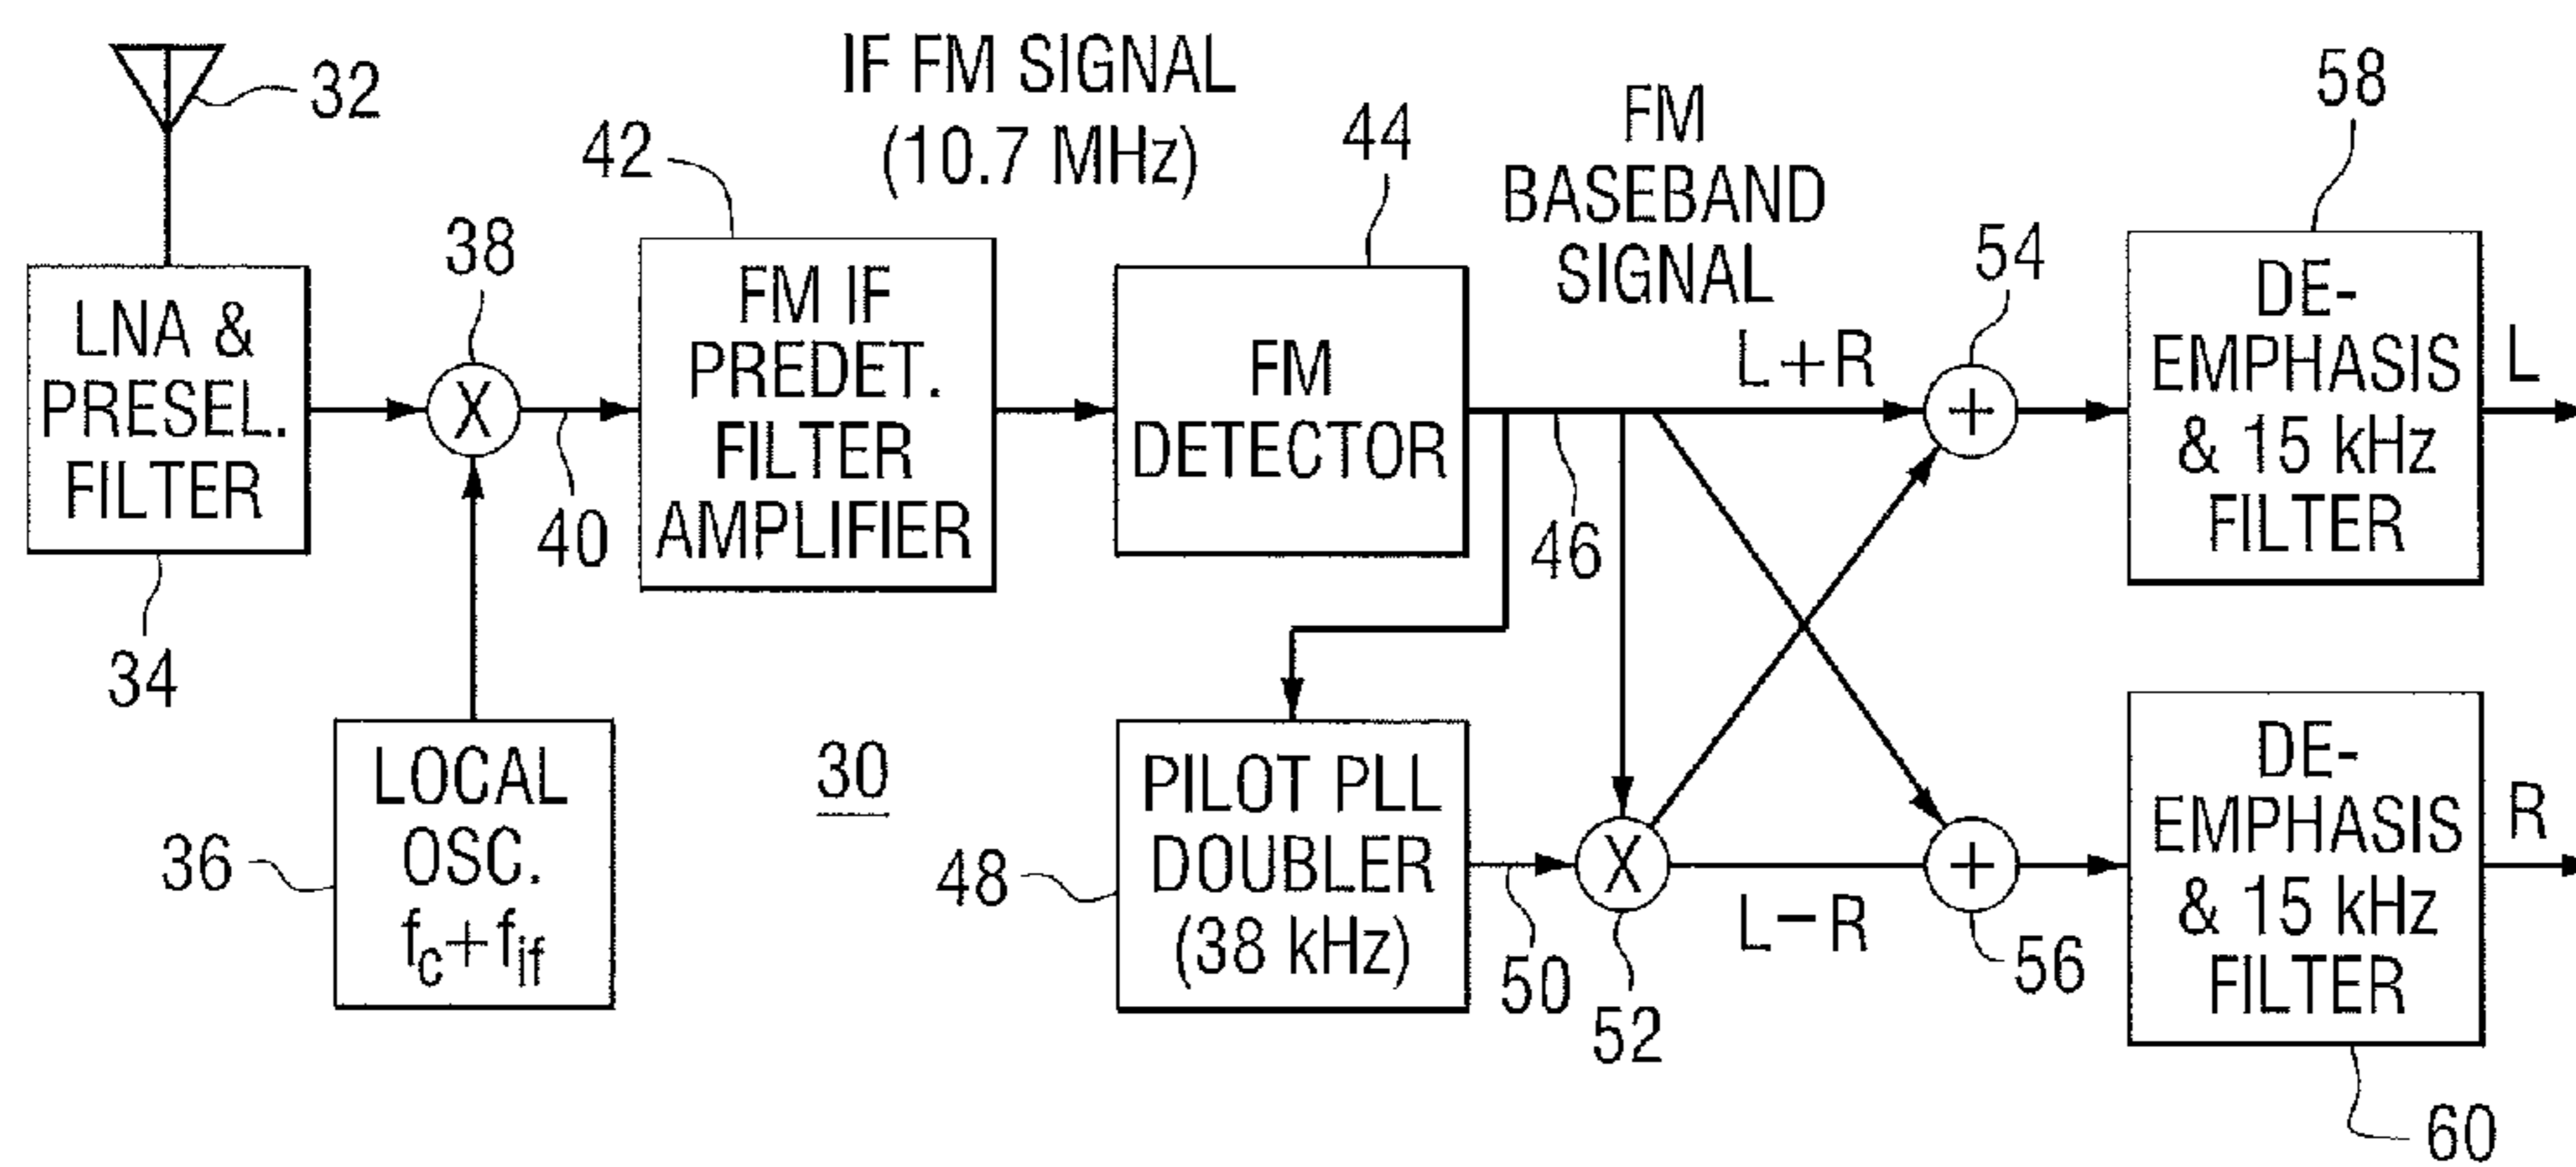 32
IF FM SIGNAL
(10.7 MHz)
42
44
FM
BASEBAND
SIGNAL
58
38
54
LNA &
PRESEL.
FILTER
34
FM IF
PREDET.
FILTER
AMPLIFIER
40
FM
DETECTOR
46
L+R
DE-
EMPHASIS
& 15 kHz
FILTER
L
X
+
LOCAL
OSC.
fc+fif
36
30
PILOT PLL
DOUBLER
(38 kHz)
48
50
X
52
L−R
+
56
DE-
EMPHASIS
& 15 kHz
FILTER
R
60